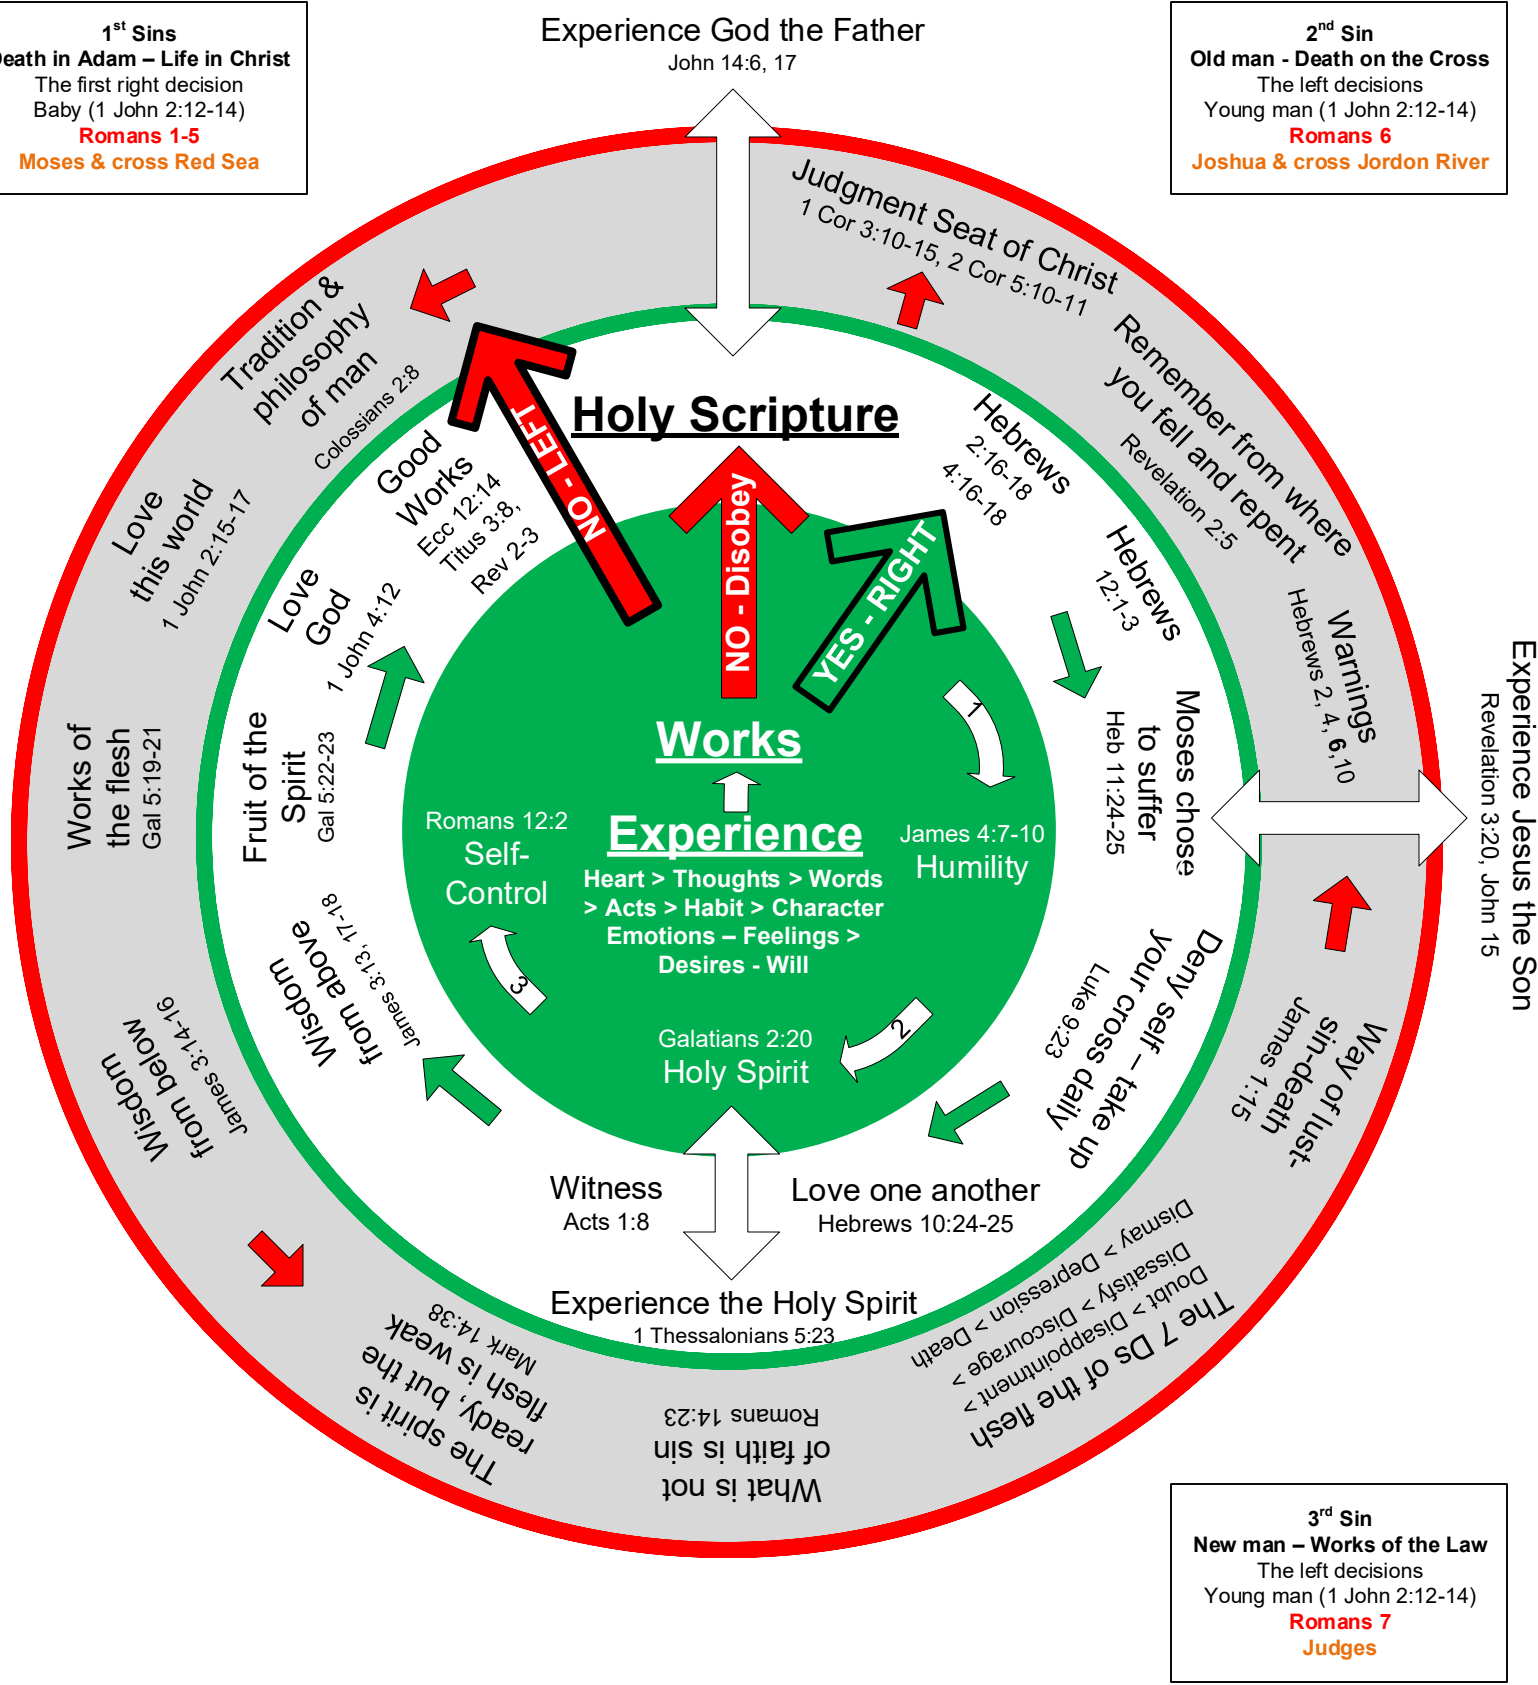 1st Sins
Death in Adam – Life in Christ
The first right decision
Baby (1 John 2:12-14)
Romans 1-5
Moses & cross Red Sea
Experience God the Father
John 14:6, 17
2nd Sin
Old man - Death on the Cross
The left decisions
Young man (1 John 2:12-14)
Romans 6
Joshua & cross Jordon River
Judgment Seat of Christ
1 Cor 3:10-15, 2 Cor 5:10-11
Remember from where
you fell and repent
Revelation 2:5
Warnings
Hebrews 2, 4, 6,10
Experience Jesus the Son
Revelation 3:20, John 15
Way of lust-
sin-death
James 1:15
The 7 Ds of the flesh
Doubt > Disappointment >
Dissatisfy > Discourage >
Dismay > Depression > Death
What is not
of faith is sin
Romans 14:23
The spirit is
ready, but the
flesh is weak
Mark 14:38
Wisdom
from below
James 3:14-16
Works of
the flesh
Gal 5:19-21
Love
this world
1 John 2:15-17
Tradition &
philosophy
of man
Colossians 2:8
Holy Scripture
Hebrews
2:16-18
4:16-18
Hebrews
12:1-3
Moses chose
to suffer
Heb 11:24-25
Deny self – take up
your cross daily
Luke 9:23
Love one another
Hebrews 10:24-25
Experience the Holy Spirit
1 Thessalonians 5:23
Witness
Acts 1:8
Wisdom
from above
James 3:13, 17-18
Fruit of the
Spirit
Gal 5:22-23
Love
God
1 John 4:12
Good
Works
Ecc 12:14
Titus 3:8,
Rev 2-3
NO - LEFT
NO - Disobey
YES - RIGHT
Works
Experience
Heart > Thoughts > Words
> Acts > Habit > Character
Emotions – Feelings >
Desires - Will
1
James 4:7-10
Humility
2
Galatians 2:20
Holy Spirit
3
Romans 12:2
Self-
Control
3rd Sin
New man – Works of the Law
The left decisions
Young man (1 John 2:12-14)
Romans 7
Judges